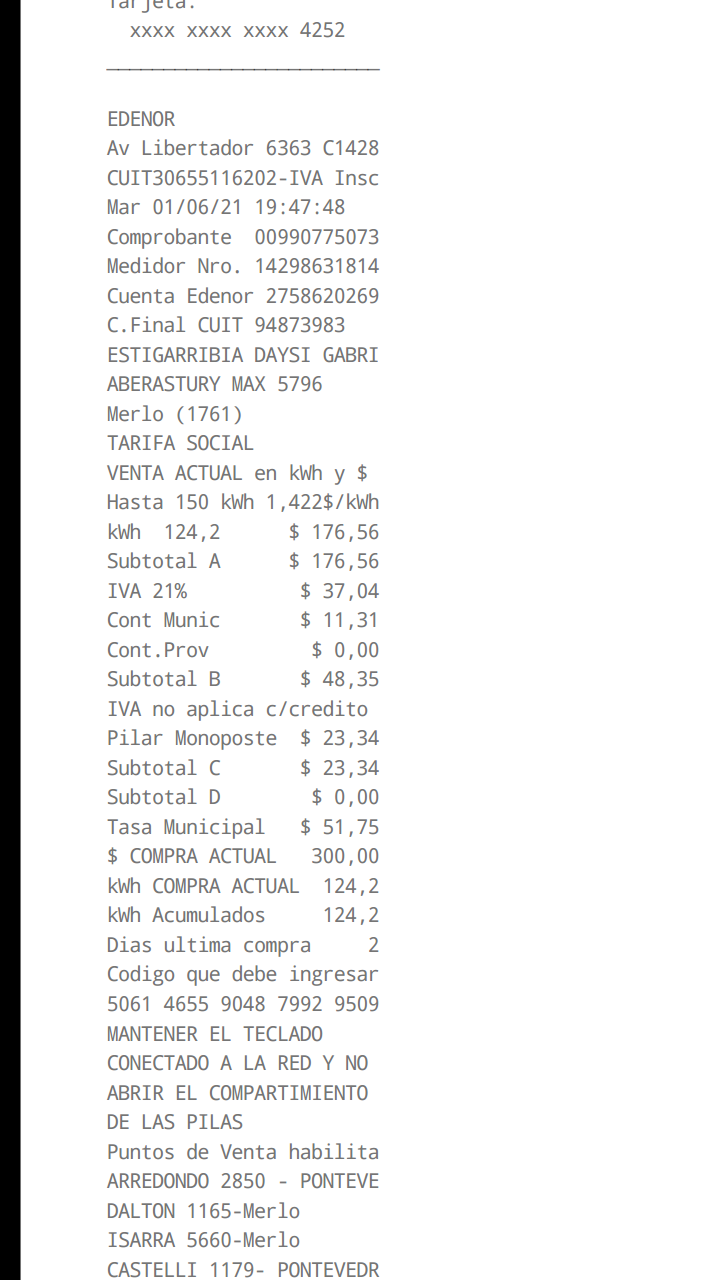 Tarjeta:
xxxx xxxx xxxx 4252
EDENOR
Av Libertador 6363 C1428
CUIT30655116202-IVA Insc
Mar 01/06/21 19:47:48
Comprobante 00990775073
Medidor Nro. 14298631814
Cuenta Edenor 2758620269
C.Final CUIT 94873983
ESTIGARRIBIA DAYSI GABRI
ABERASTURY MAX 5796
Merlo (1761)
TARIFA SOCIAL
VENTA ACTUAL en kWh y $
Hasta 150 kWh 1,422$/kWh
kWh 124,2 $ 176,56
Subtotal A $ 176,56
IVA 21% $ 37,04
Cont Munic $ 11,31
Cont.Prov $ 0,00
Subtotal B $ 48,35
IVA no aplica c/credito
Pilar Monoposte $ 23,34
Subtotal C $ 23,34
Subtotal D $ 0,00
Tasa Municipal $ 51,75
$ COMPRA ACTUAL 300,00
kWh COMPRA ACTUAL 124,2
kWh Acumulados 124,2
Dias ultima compra 2
Codigo que debe ingresar
5061 4655 9048 7992 9509
MANTENER EL TECLADO
CONECTADO A LA RED Y NO
ABRIR EL COMPARTIMIENTO
DE LAS PILAS
Puntos de Venta habilita
ARREDONDO 2850 - PONTEVE
DALTON 1165-Merlo
ISARRA 5660-Merlo
CASTELLI 1179- PONTEVEDR